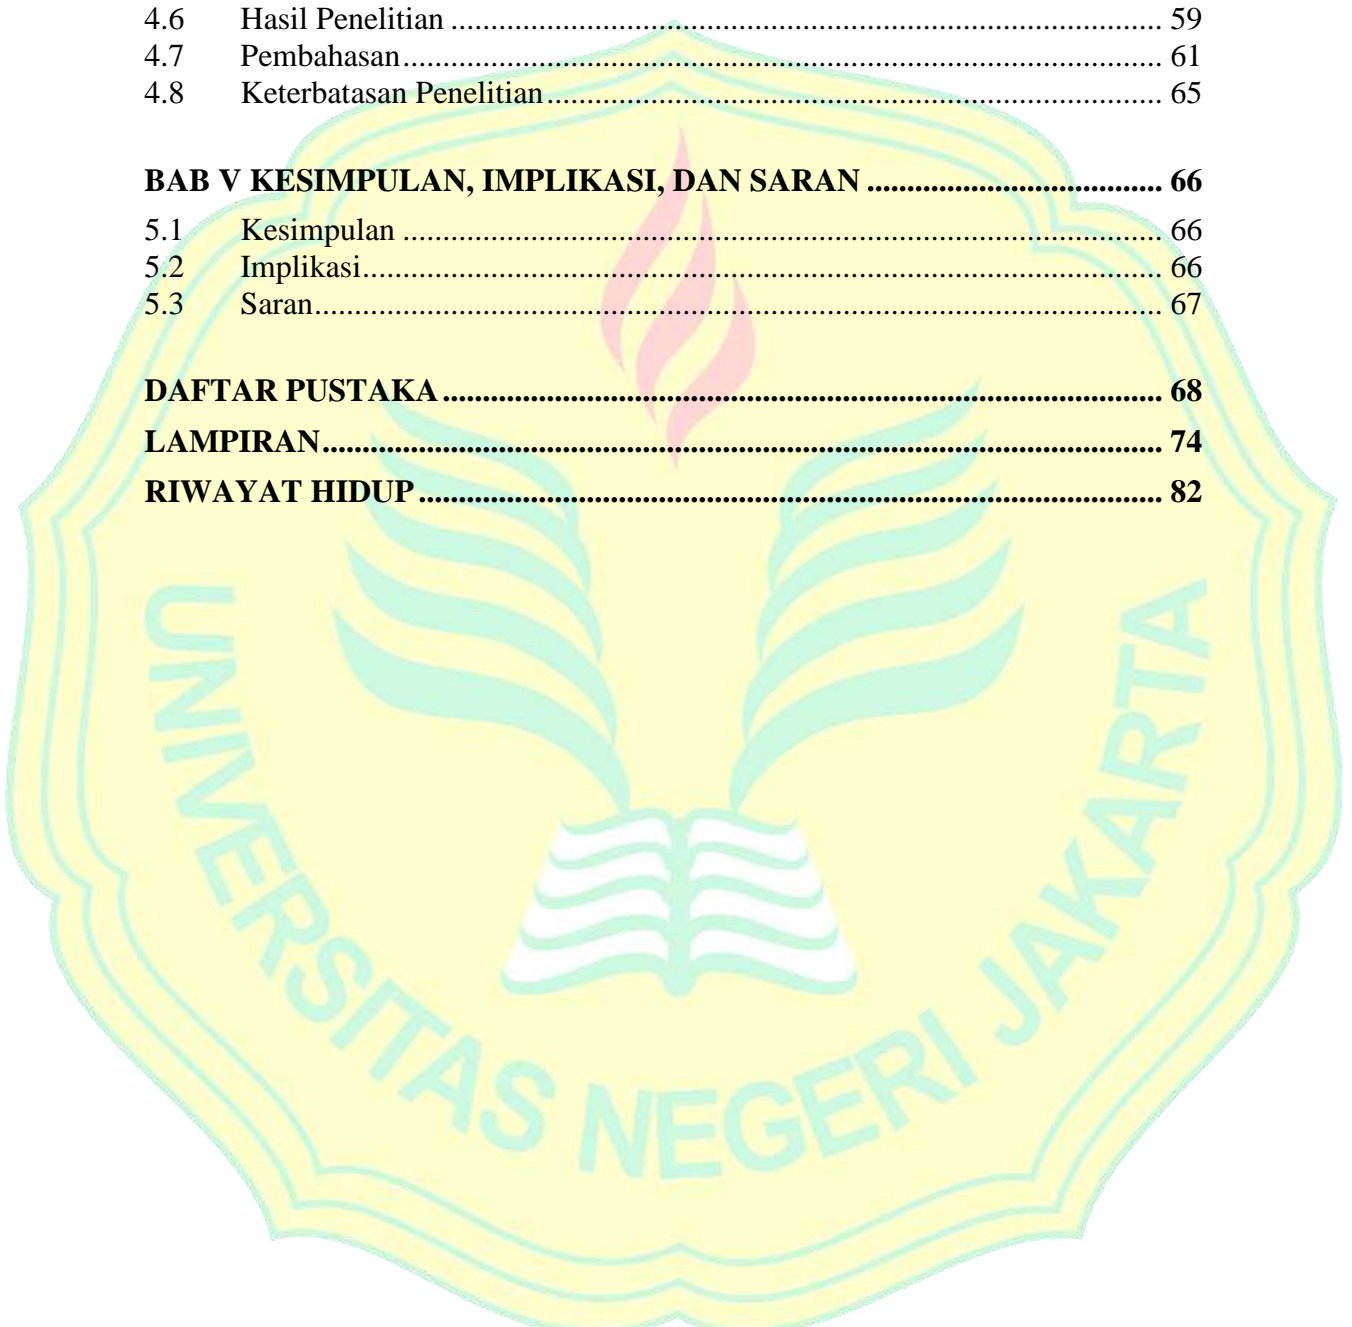 4.6 Hasil Penelitian ........................................................................................ 59
4.7 Pembahasan.............................................................................................. 61
4.8 Keterbatasan Penelitian............................................................................ 65
BAB V KESIMPULAN, IMPLIKASI, DAN SARAN ................................... 66
5.1 Kesimpulan .............................................................................................. 66
5.2 Implikasi................................................................................................... 66
5.3 Saran......................................................................................................... 67
DAFTAR PUSTAKA ...................................................................................... 68
LAMPIRAN..................................................................................................... 74
RIWAYAT HIDUP ......................................................................................... 82
UNIVERSITAS NEGERI JAKARTA